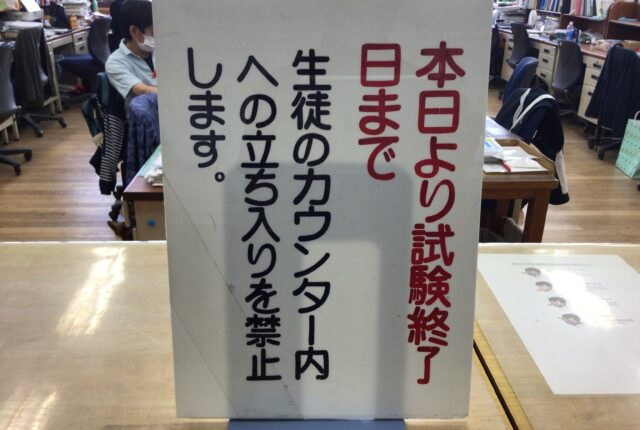 本日より試験終了
日まで
生徒のカウンター内
への立ち入りを禁止
します。